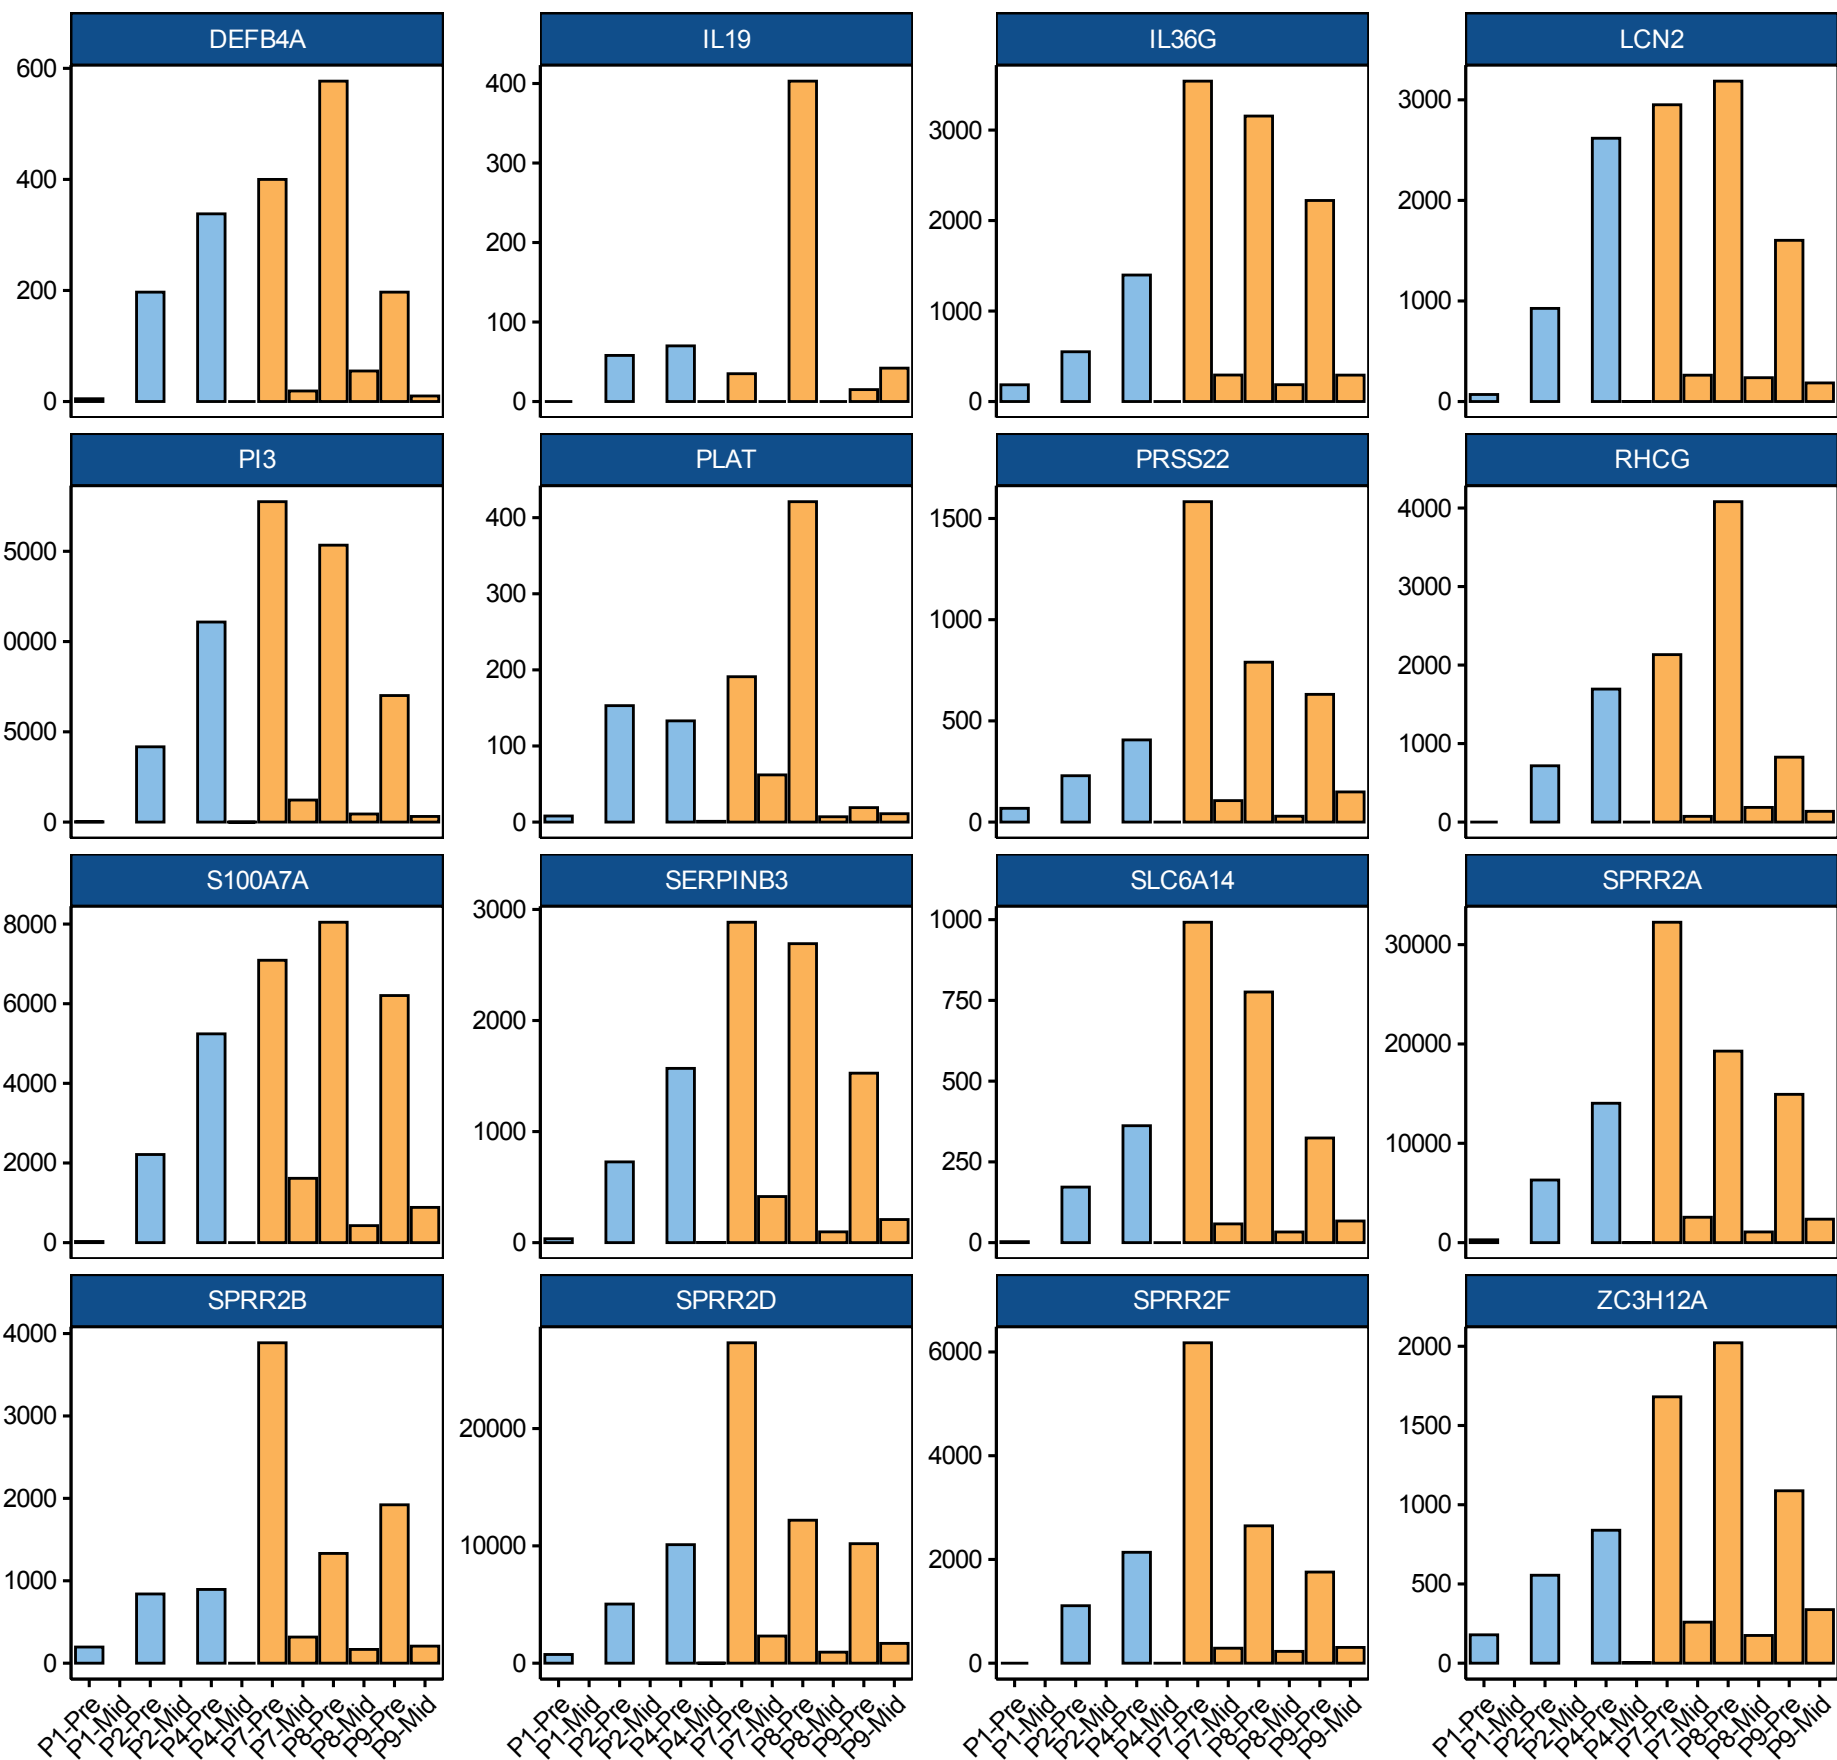 DEFB4A IL19 IL36G LCN2
600 400 200 0
400 300 200 100 0
3000 2000 1000 0
3000 2000 1000 0
PI3 PLAT PRSS22 RHCG
5000 0000 5000 0
400 300 200 100 0
1500 1000 500 0
4000 3000 2000 1000 0
S100A7A SERPINB3 SLC6A14 SPRR2A
8000 6000 4000 2000 0
3000 2000 1000 0
1000 750 500 250 0
30000 20000 10000 0
SPRR2B SPRR2D SPRR2F ZC3H12A
4000 3000 2000 1000 0
20000 10000 0
6000 4000 2000 0
2000 1500 1000 500 0
P1-Pre P1-Mid P2-Pre P2-Mid P4-Pre P4-Mid P7-Pre P7-Mid P8-Pre P8-Mid P9-Pre P9-Mid
P1-Pre P1-Mid P2-Pre P2-Mid P4-Pre P4-Mid P7-Pre P7-Mid P8-Pre P8-Mid P9-Pre P9-Mid
P1-Pre P1-Mid P2-Pre P2-Mid P4-Pre P4-Mid P7-Pre P7-Mid P8-Pre P8-Mid P9-Pre P9-Mid
P1-Pre P1-Mid P2-Pre P2-Mid P4-Pre P4-Mid P7-Pre P7-Mid P8-Pre P8-Mid P9-Pre P9-Mid